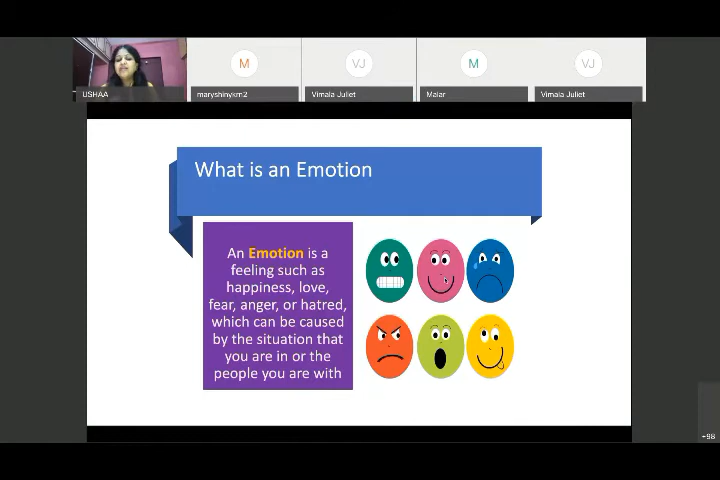 M
VJ
M
VJ
USHAA
maryshinykm2
Vimala Juliet
Malar
Vimala Juliet
What is an Emotion
An Emotion is a
feeling such as
happiness, love,
fear, anger, or hatred,
which can be caused
by the situation that
you are in or the
people you are with
+98